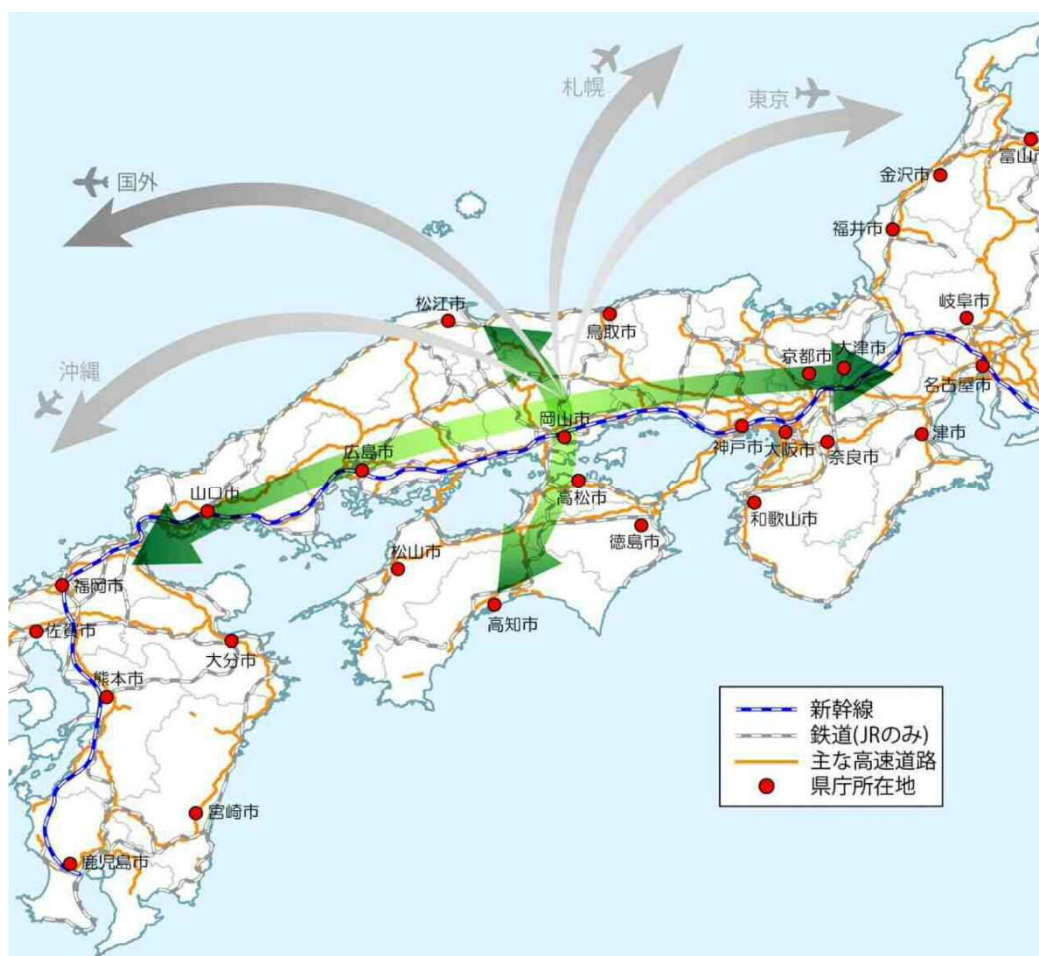 札幌
東京
国外
富山市
金沢市
福井市
松江市
鳥取市
岐阜市
沖縄
京都市
大津市
名古屋市
岡山市
広島市
神戸市
大阪市
奈良市
津市
山口市
高松市
和歌山市
徳島市
松山市
福岡市
高知市
佐賀市
大分市
熊本市
新幹線
鉄道(JRのみ)
主な高速道路
県庁所在地
宮崎市
鹿児島市